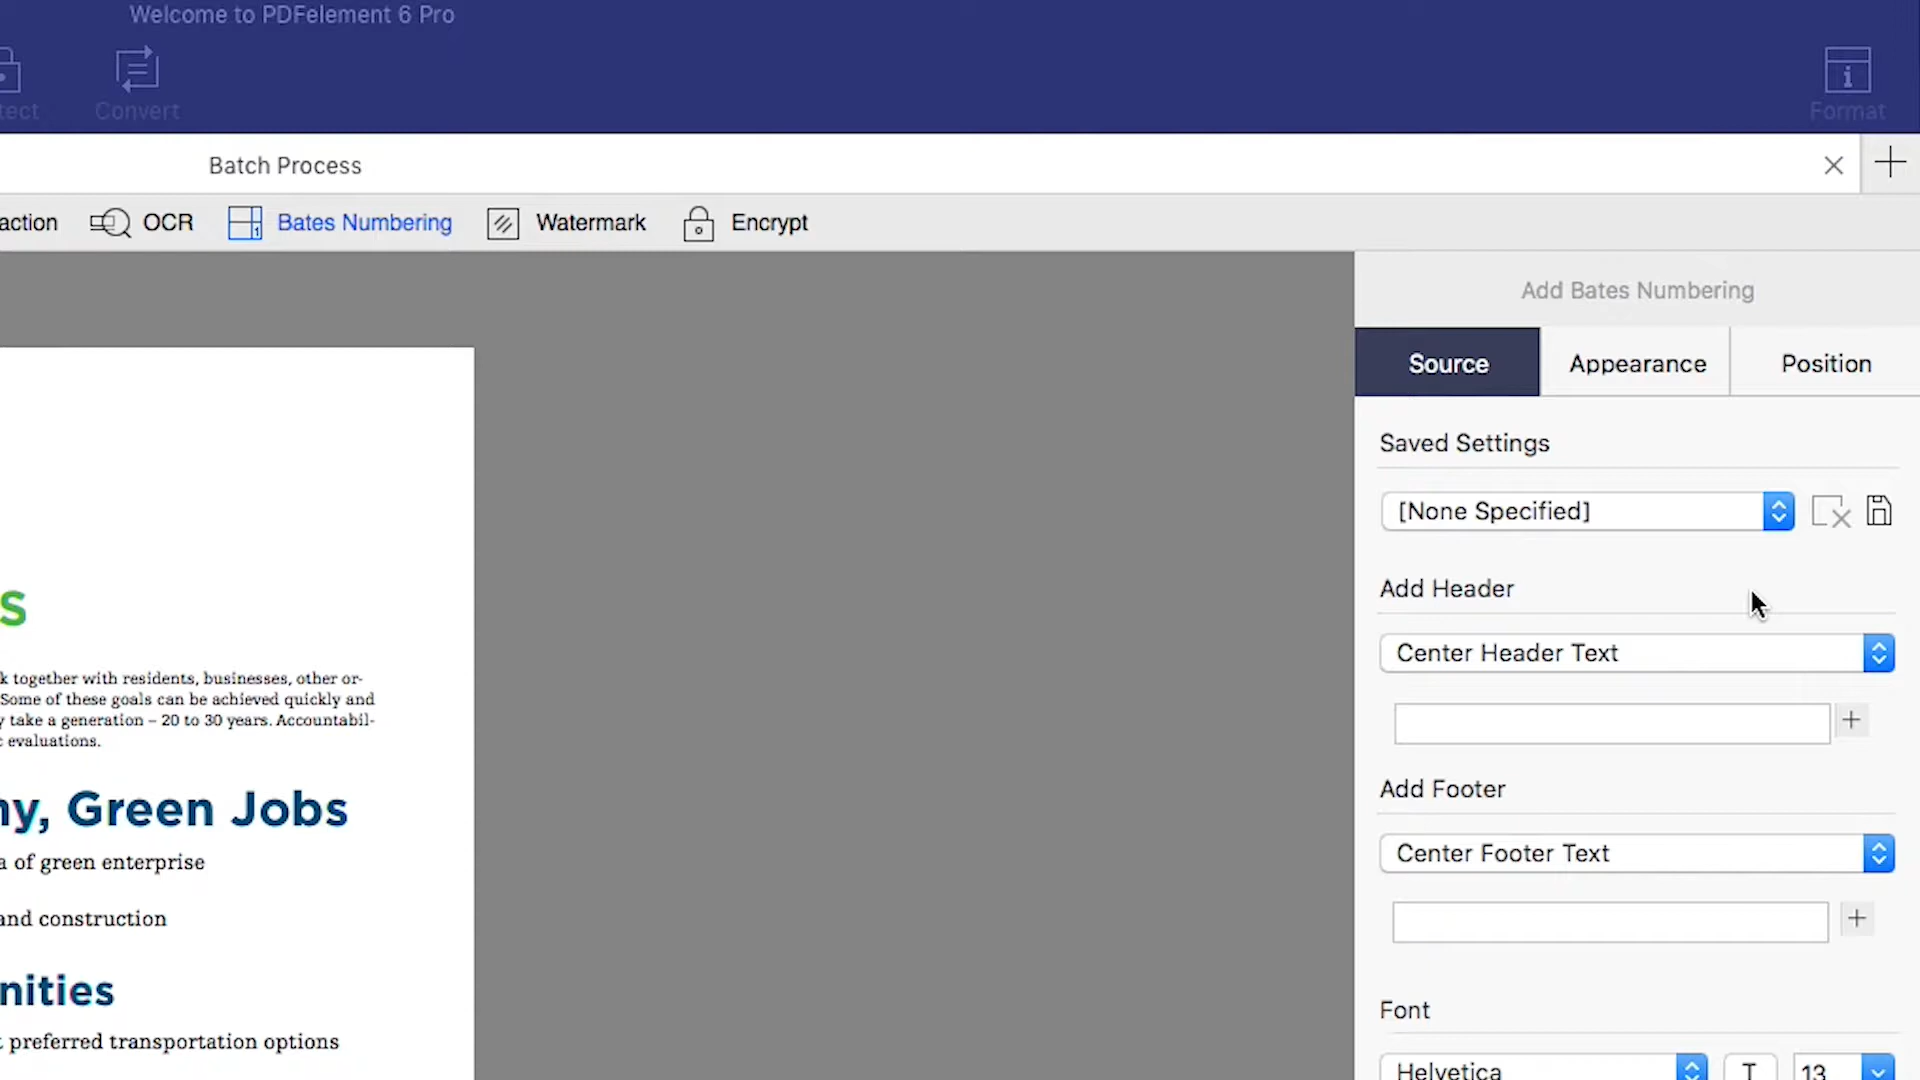 Welcome to PDFelement 6 Pro
tect
Convert
Format
Batch Process
action
OCR
Bates Numbering
Watermark
Encrypt
s
k together with residents, businesses, other or-
Some of these goals can be achieved quickly and
y take a generation – 20 to 30 years. Accountabil-
evaluations.
ny, Green Jobs
a of green enterprise
and construction
nities
t preferred transportation options
Add Bates Numbering
Source
Appearance
Position
Saved Settings
[None Specified]
Add Header
Center Header Text
+
Add Footer
Center Footer Text
+
Font
Helvetica
T
13